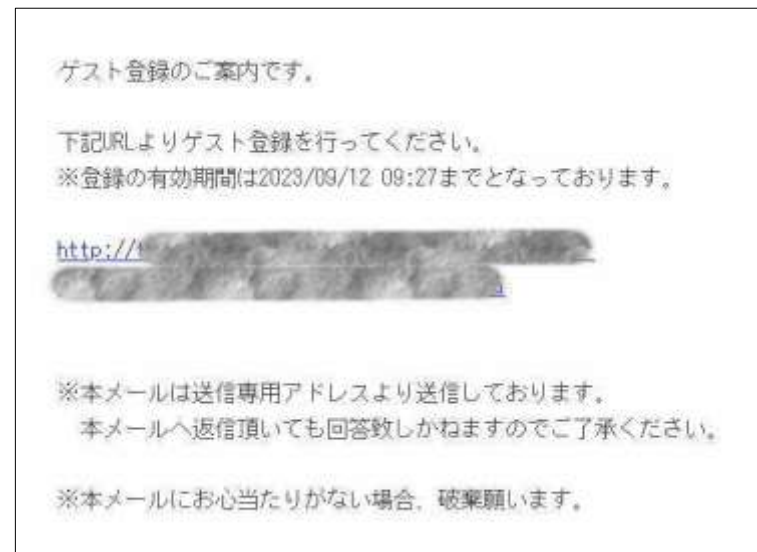 ゲスト登録のご案内です。
下記URLよりゲスト登録を行ってください。
※登録の有効期間は2023/09/12 09:27までとなっております。
http://
※本メールは送信専用アドレスより送信しております。
本メールへ返信頂いても回答致しかねますのでご了承ください。
※本メールにお心当たりがない場合、破棄願います。